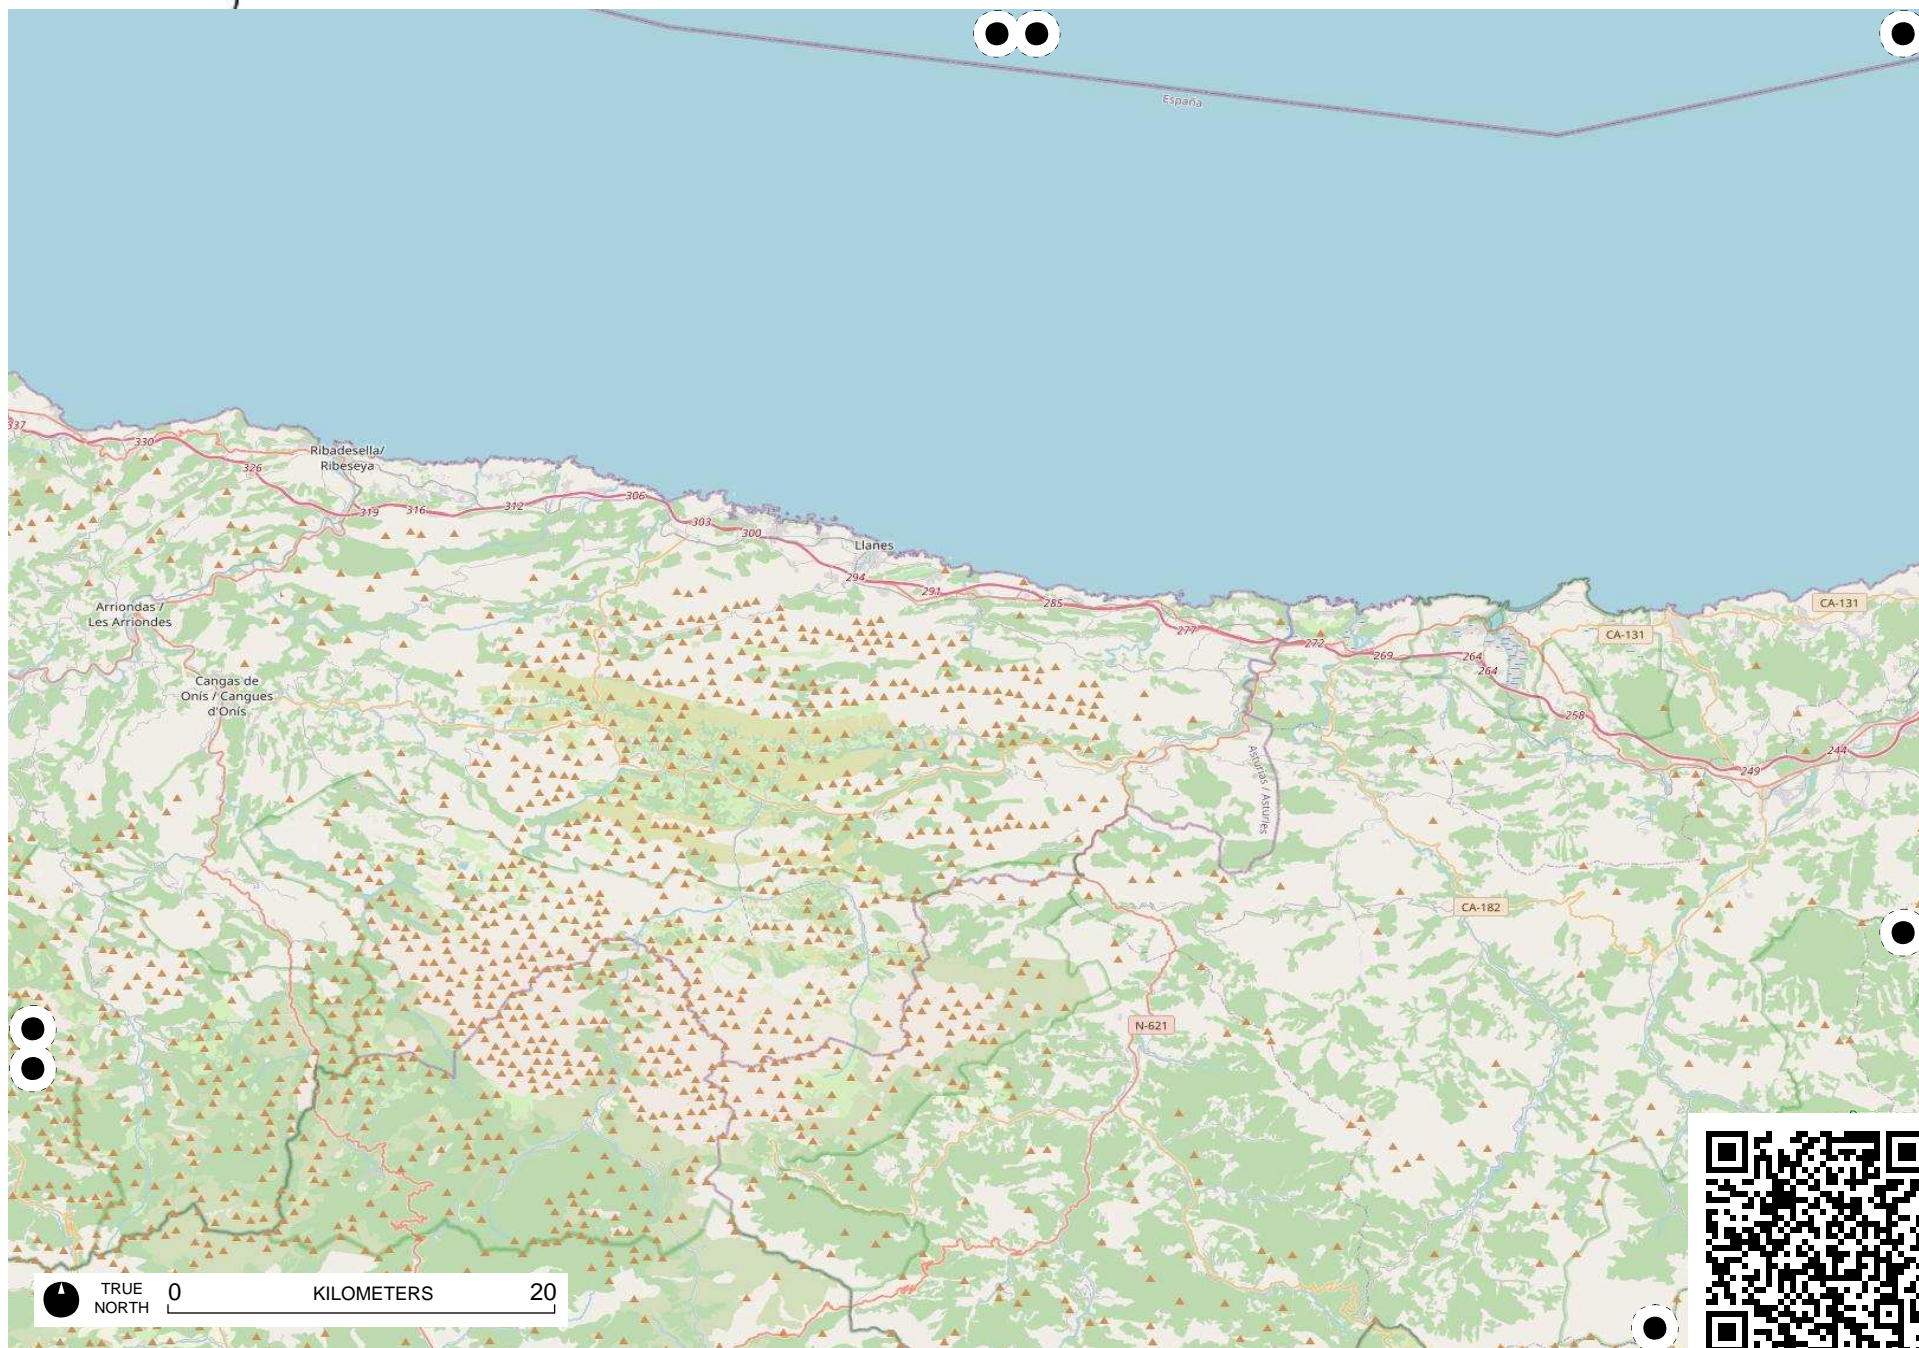 España
337
330
326
Ribadesella/
Ribeseya
319
316
312
306
303
300
Llanes
294
291
285
277
272
269
264
264
258
249
244
CA-131
CA-131
Arriondas /
Les Arriondes
Cangas de
Onís / Cangues
d'Onís
Asturias / Asturies
CA-182
N-621
TRUE
NORTH
0
KILOMETERS
20